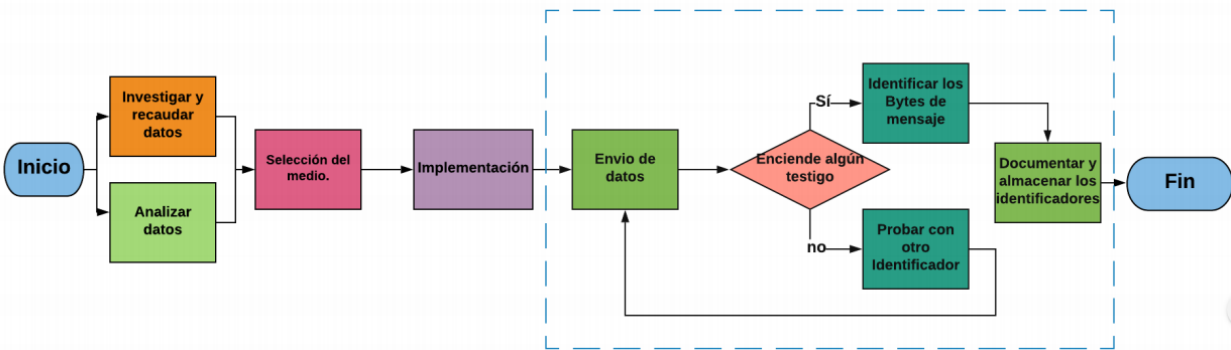 Inicio
Investigar y
recaudar
datos
Analizar
datos
Selección del
medio.
Implementación
Envio de
datos
Enciende algún
testigo
Sí
Identificar los
Bytes de
mensaje
no
Probar con
otro
Identificador
Documentar y
almacenar los
identificadores
Fin